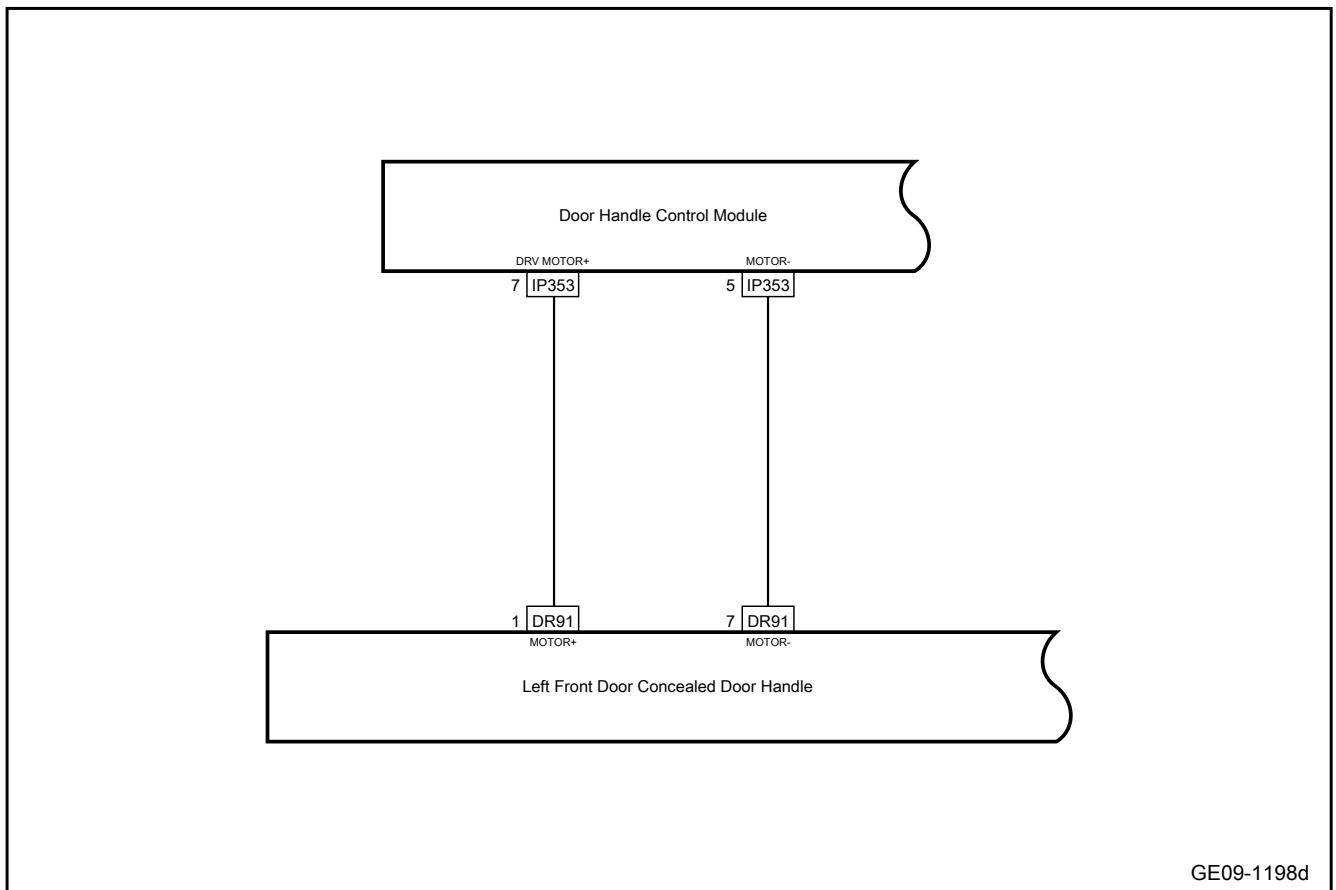 Door Handle Control Module
DRV MOTOR+ MOTOR-
7 IP353 5 IP353
1 DR91 7 DR91
MOTOR+ MOTOR-
Left Front Door Concealed Door Handle
GE09-1198d